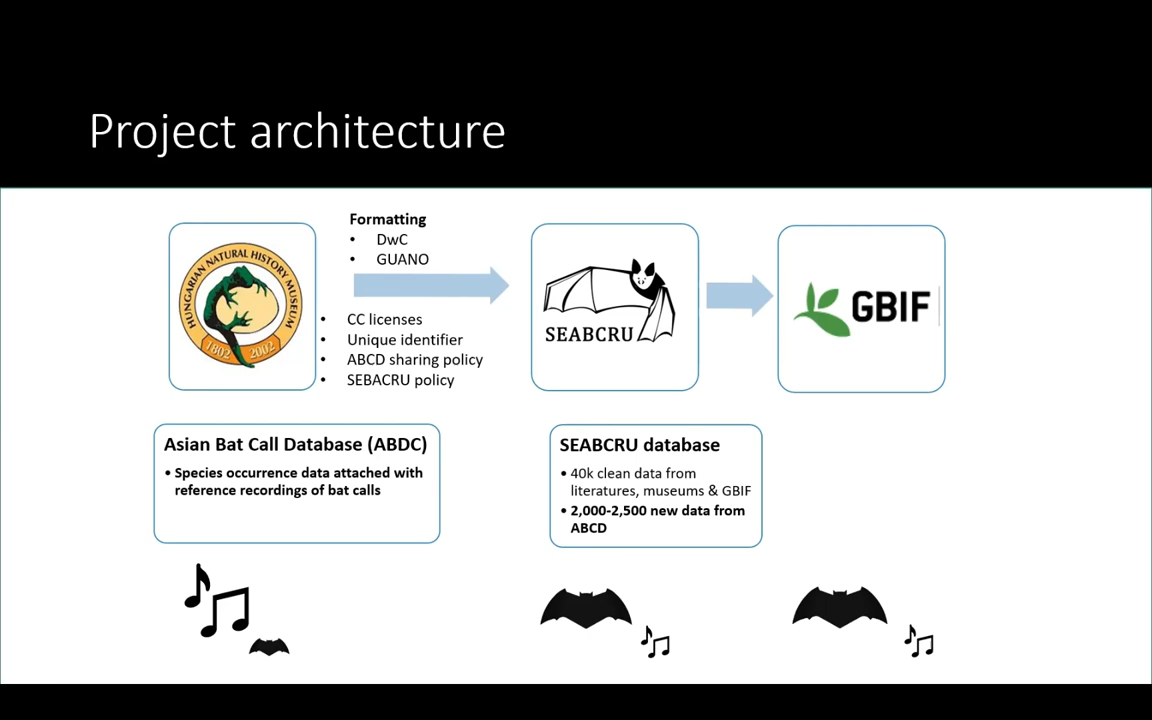 Project architecture
Formatting
• DwC
• GUANO
HUNGARIAN NATURAL HISTORY MUSEUM
1802 2002
• CC licenses
• Unique identifier
• ABCD sharing policy
• SEBACRU policy
SEABCRU
GBIF
Asian Bat Call Database (ABDC)
• Species occurrence data attached with
reference recordings of bat calls
SEABCRU database
• 40k clean data from
literatures, museums & GBIF
• 2,000-2,500 new data from
ABCD